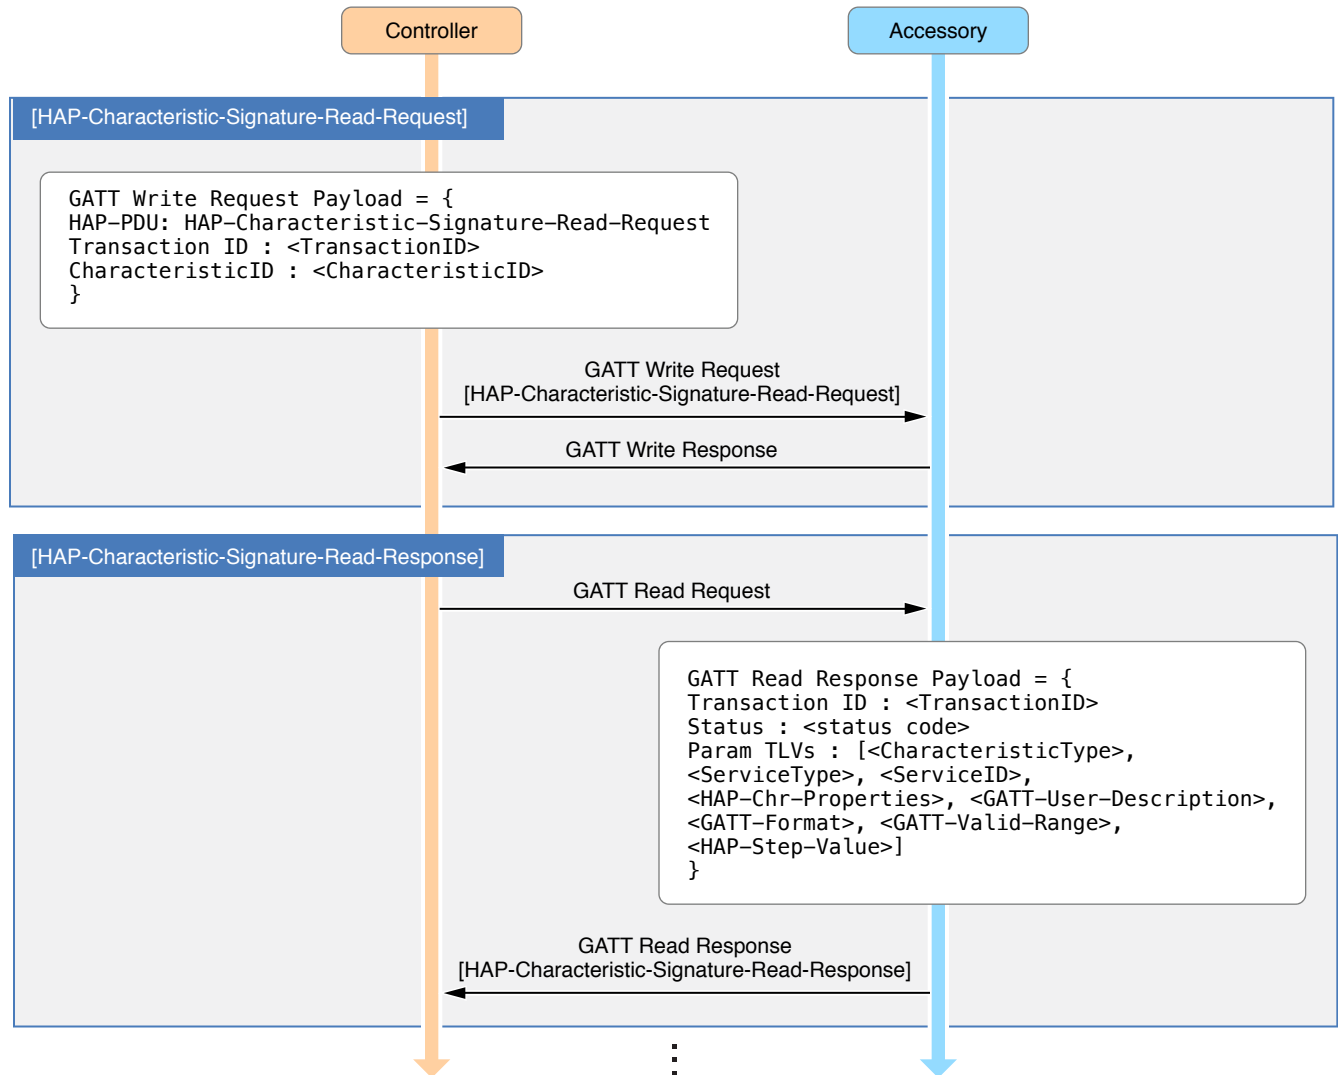 Controller
Accessory
[HAP-Characteristic-Signature-Read-Request]
GATT Write Request Payload = {
HAP–PDU: HAP–Characteristic–Signature–Read–Request
Transaction ID : <TransactionID>
CharacteristicID : <CharacteristicID>
}
GATT Write Request
[HAP-Characteristic-Signature-Read-Request]
GATT Write Response
[HAP-Characteristic-Signature-Read-Response]
GATT Read Request
GATT Read Response Payload = {
Transaction ID : <TransactionID>
Status : <status code>
Param TLVs : [<CharacteristicType>,
<ServiceType>, <ServiceID>,
<HAP–Chr–Properties>, <GATT–User–Description>,
<GATT–Format>, <GATT–Valid–Range>,
<HAP–Step–Value>]
}
GATT Read Response
[HAP-Characteristic-Signature-Read-Response]